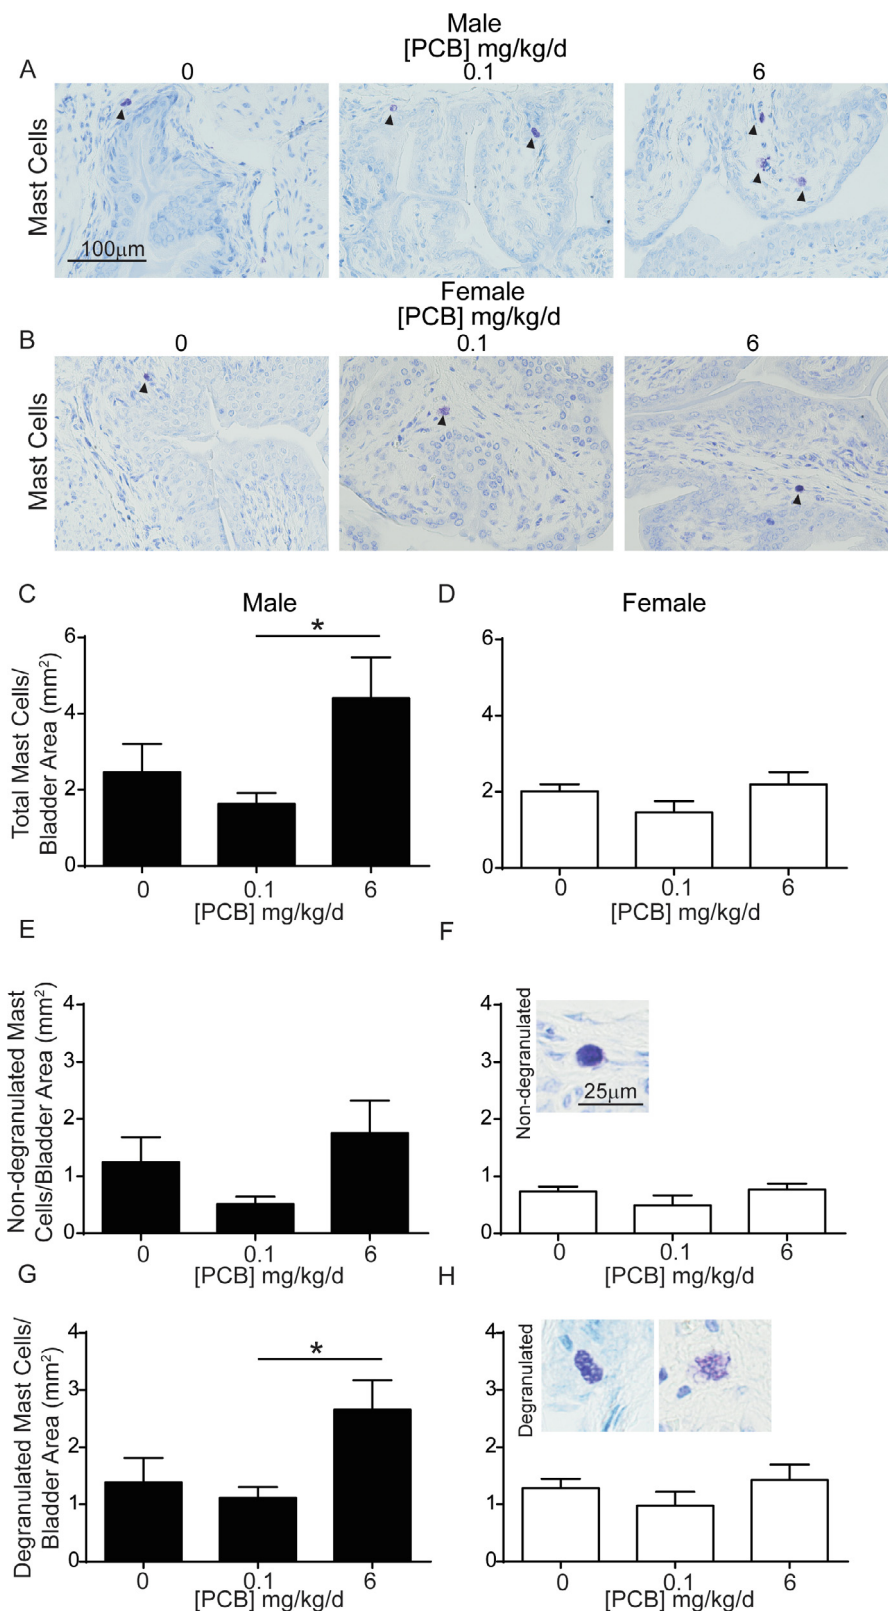 Male
[PCB] mg/kg/d
A
0
0.1
6
Mast Cells
100µm
Female
[PCB] mg/kg/d
B
0
0.1
6
Mast Cells
C
Male
*
Total Mast Cells/
Bladder Area (mm²)
6
4
2
0
0
0.1
6
[PCB] mg/kg/d
D
Female
6
4
2
0
0
0.1
6
[PCB] mg/kg/d
E
Non-degranulated Mast
Cells/Bladder Area (mm²)
4
3
2
1
0
0
0.1
6
[PCB] mg/kg/d
F
4
3
2
1
0
Non-degranulated
25µm
0
0.1
6
[PCB] mg/kg/d
G
*
Degranulated Mast Cells/
Bladder Area (mm²)
4
3
2
1
0
0
0.1
6
[PCB] mg/kg/d
H
4
3
2
1
0
Degranulated
0
0.1
6
[PCB] mg/kg/d